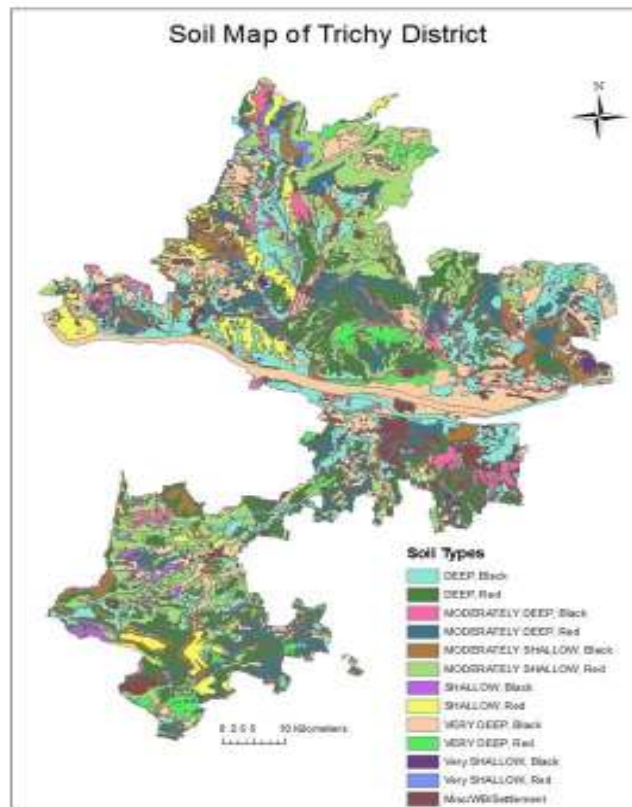 Soil Map of Trichy District
N
Soil Types
DEEP, Black
DEEP, Red
MODERATELY DEEP, Black
MODERATELY DEEP, Red
MODERATELY SHALLOW, Black
MODERATELY SHALLOW, Red
SHALLOW, Black
SHALLOW, Red
VERY DEEP, Black
VERY DEEP, Red
Very SHALLOW, Black
Very SHALLOW, Red
Misc/WB/Settlement
Kilometers